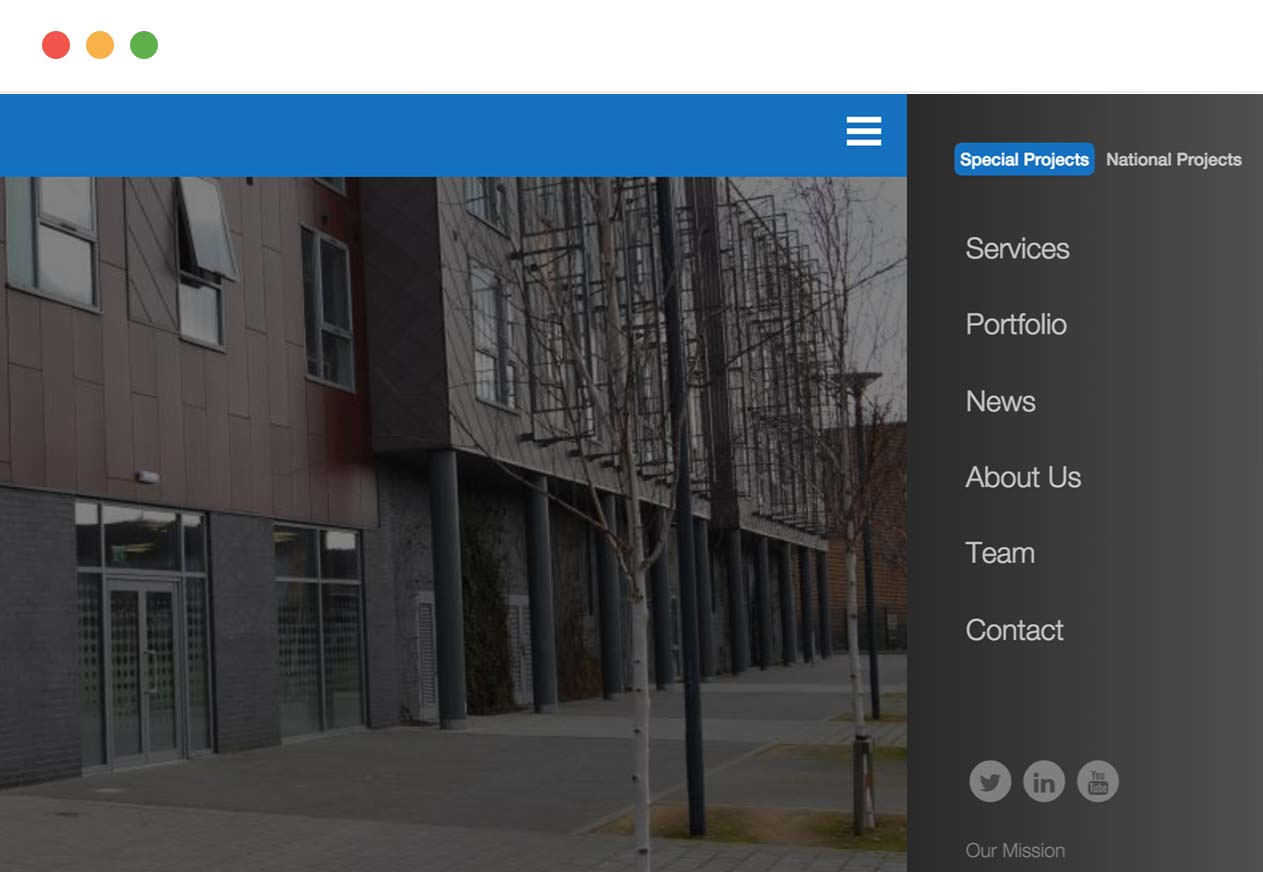 Special Projects National Projects
Services
Portfolio
News
About Us
Team
Contact
in You Tube
Our Mission